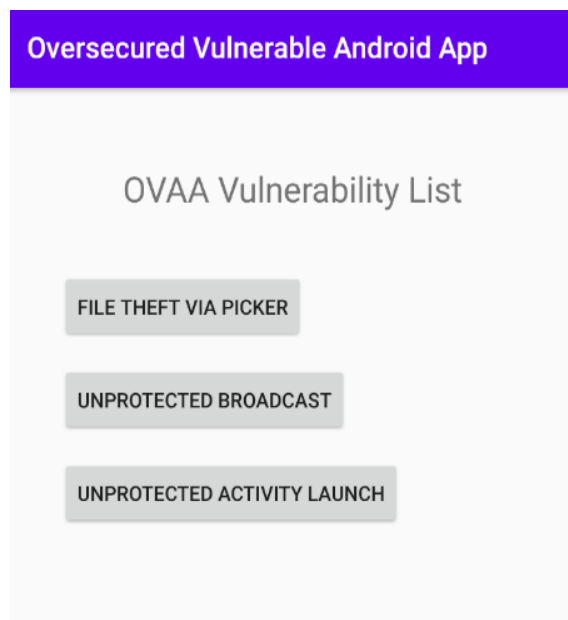 Oversecured Vulnerable Android App
OVAA Vulnerability List
FILE THEFT VIA PICKER
UNPROTECTED BROADCAST
UNPROTECTED ACTIVITY LAUNCH